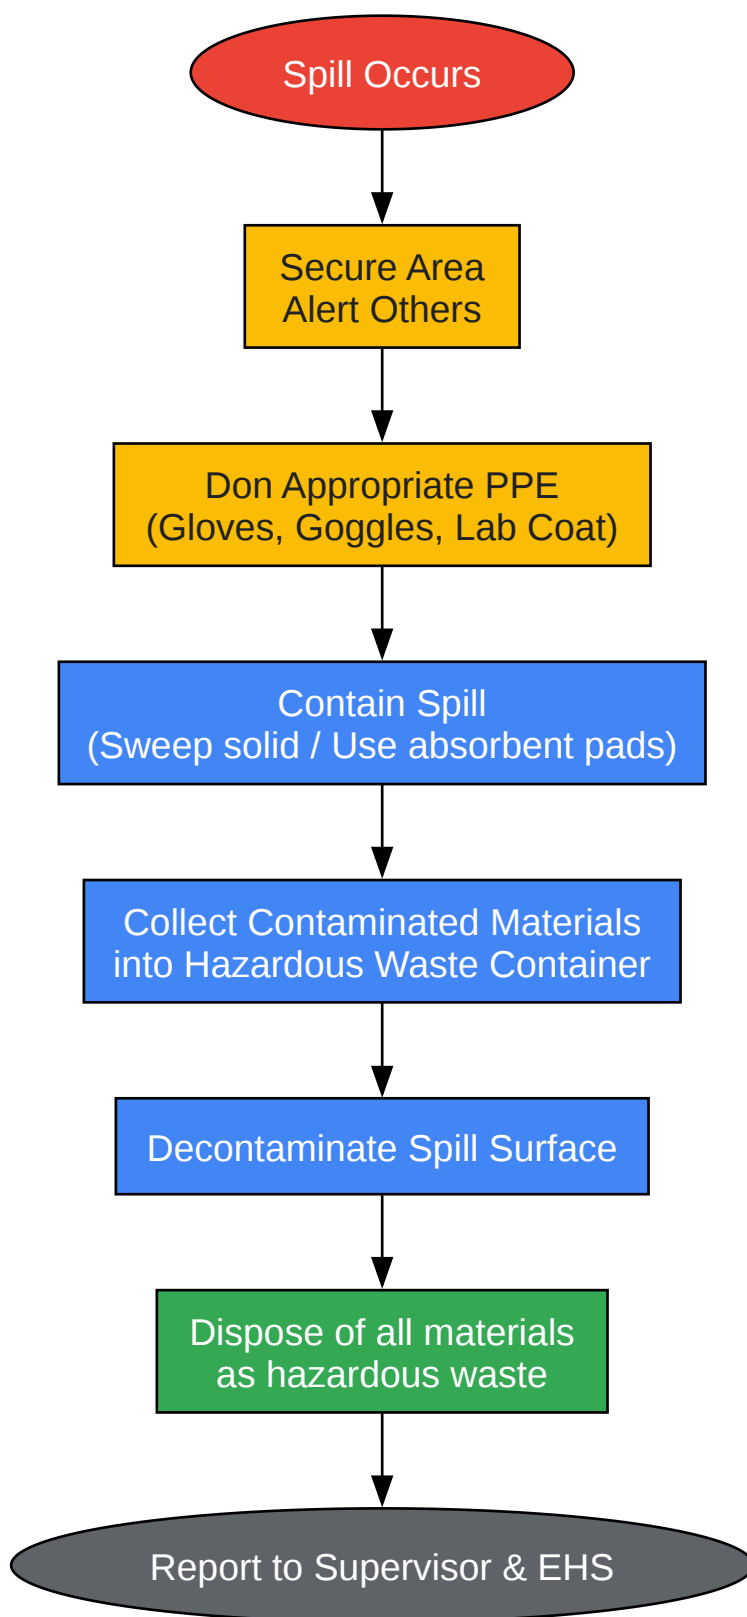 Spill Occurs
Secure Area
Alert Others
Don Appropriate PPE
(Gloves, Goggles, Lab Coat)
Contain Spill
(Sweep solid / Use absorbent pads)
Collect Contaminated Materials
into Hazardous Waste Container
Decontaminate Spill Surface
Dispose of all materials
as hazardous waste
Report to Supervisor & EHS